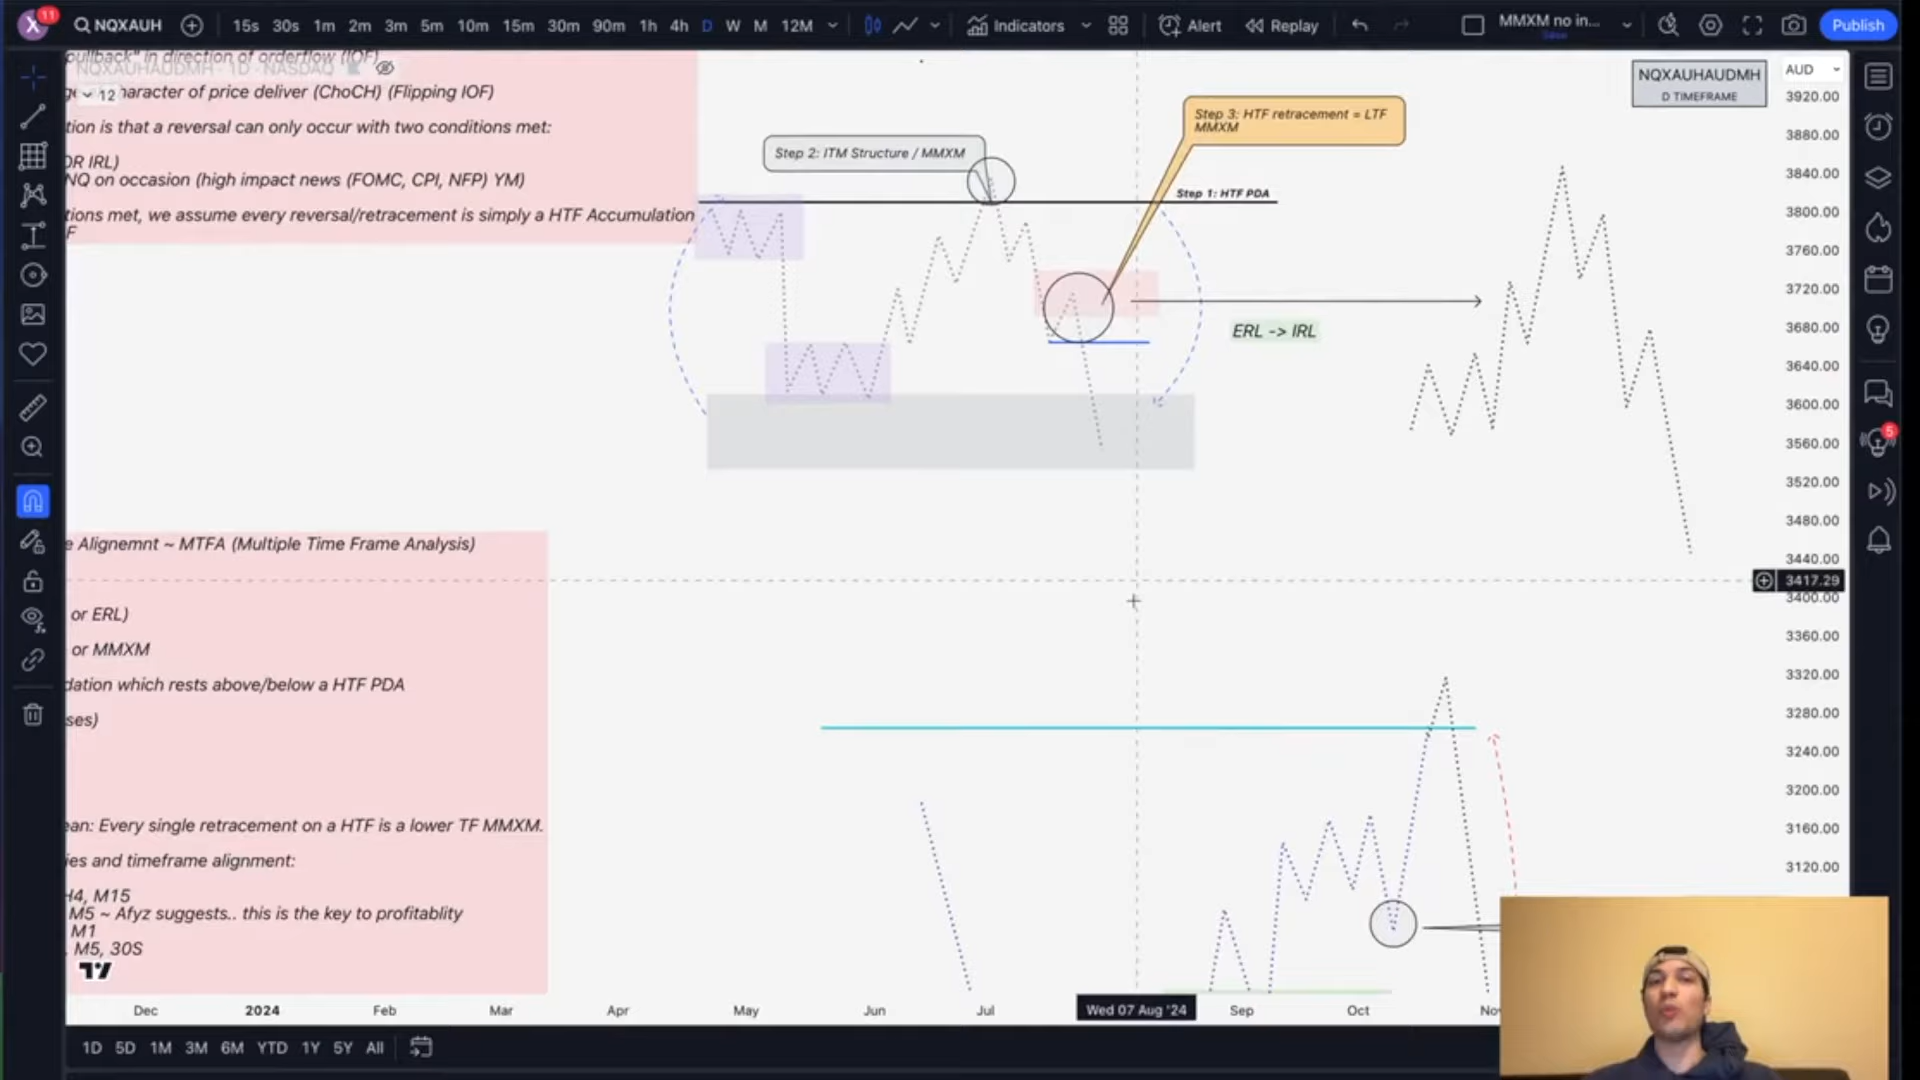 X
11
NQXAUH
15s 30s 1m 2m 3m 5m 10m 15m 30m 90m 1h 4h D W M 12M
Indicators
Alert
Replay
MMXM no in...
Save
Publish
pullback" in direction of orderflow (IOF)
NQXAUHAUDMH · 1D · NASDAQ
12
haracter of price deliver (ChoCH) (Flipping IOF)
tion is that a reversal can only occur with two conditions met:
OR IRL)
NQ on occasion (high impact news (FOMC, CPI, NFP) YM)
tions met, we assume every reversal/retracement is simply a HTF Accumulation
F
Step 2: ITM Structure / MMXM
Step 3: HTF retracement = LTF
MMXM
Step 1: HTF PDA
ERL -> IRL
NQXAUHAUDMH
D TIMEFRAME
AUD
3920.00
3880.00
3840.00
3800.00
3760.00
3720.00
3680.00
3640.00
3600.00
3560.00
3520.00
3480.00
3440.00
3417.29
3400.00
3360.00
3320.00
3280.00
3240.00
3200.00
3160.00
3120.00
5
e Alignemnt ~ MTFA (Multiple Time Frame Analysis)
or ERL)
or MMXM
dation which rests above/below a HTF PDA
ses)
ean: Every single retracement on a HTF is a lower TF MMXM.
ies and timeframe alignment:
H4, M15
M5 ~ Afyz suggests.. this is the key to profitablity
M1
, M5, 30S
Dec 2024 Feb Mar Apr May Jun Jul Wed 07 Aug '24 Sep Oct Nov
1D 5D 1M 3M 6M YTD 1Y 5Y All